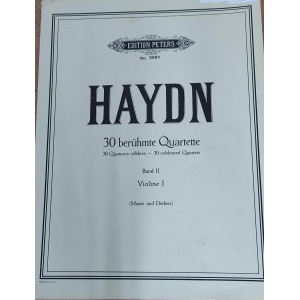 EDITION PETERS
HAYDN
30 berühmte Quartette
30 Quatuors célèbres — 30 celebrated Quartets
Band II
Violine I
(Moser und Dechert)